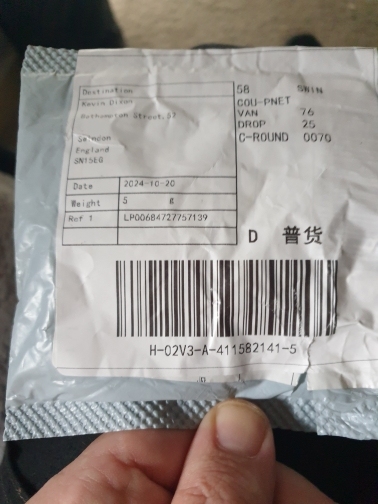 Destination
Kevin Dixon
Rothampton Street, 52
Swindon
England
SN15EG
Date 2024-10-20
Weight 5 g
Ref 1 LP00684727757139
58 SNIN
COU-PNET
VAN 76
DROP 25
C-ROUND 0070
D 普货
H-02V3-A-411582141-5